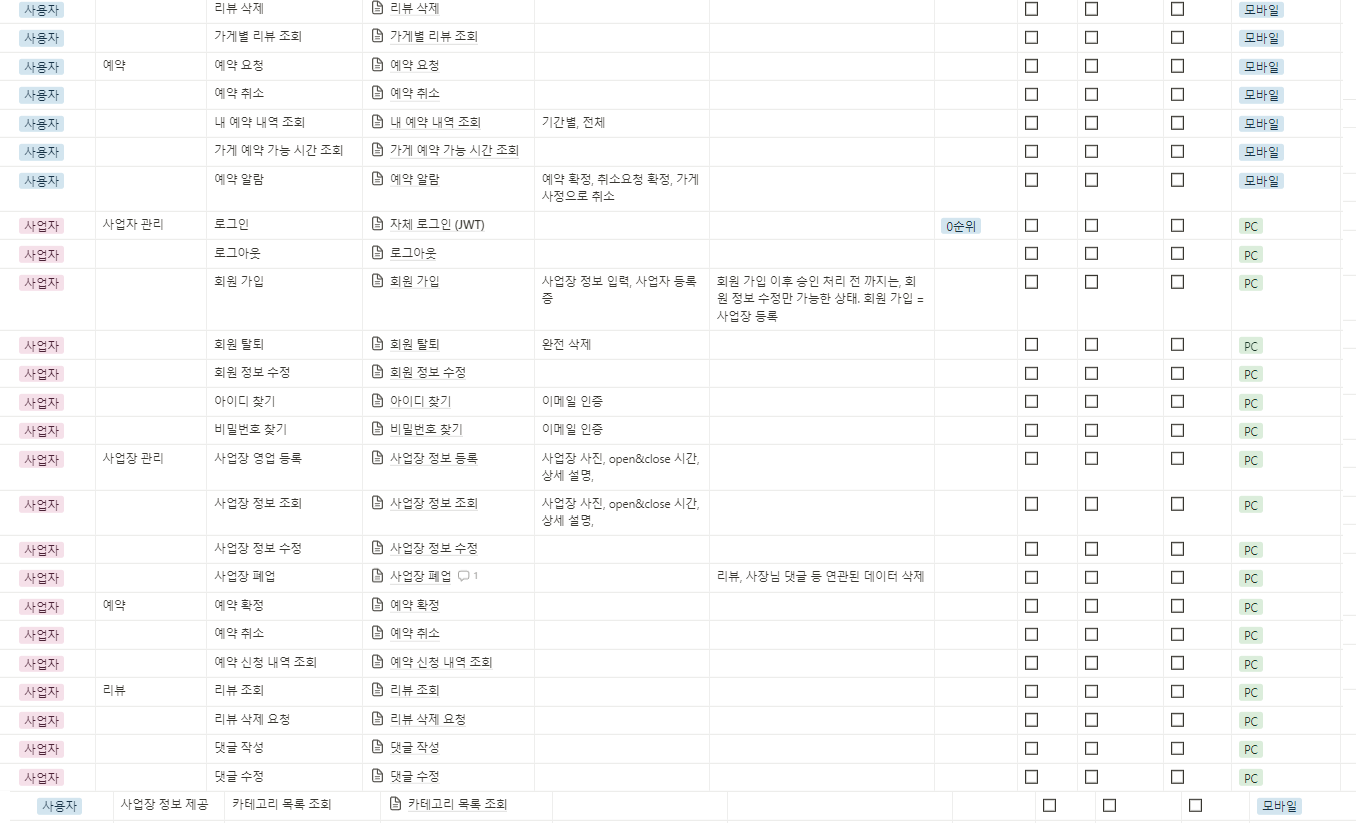 사용자 리뷰 삭제 리뷰 삭제 모바일
사용자 가게별 리뷰 조회 가게별 리뷰 조회 모바일
사용자 예약 예약 요청 예약 요청 모바일
사용자 예약 취소 예약 취소 모바일
사용자 내 예약 내역 조회 내 예약 내역 조회 기간별, 전체 모바일
사용자 가게 예약 가능 시간 조회 가게 예약 가능 시간 조회 모바일
사용자 예약 알람 예약 알람 예약 확정, 취소요청 확정, 가게 모바일
사정으로 취소
사업자 사업자 관리 로그인 자체 로그인 (JWT) 0순위 PC
사업자 로그아웃 로그아웃 PC
사업자 회원 가입 회원 가입 사업장 정보 입력, 사업자 등록 회원 가입 이후 승인 처리 전 까지는, 회 PC
증 원 정보 수정만 가능한 상태. 회원 가입 =
사업장 등록
사업자 회원 탈퇴 회원 탈퇴 완전 삭제 PC
사업자 회원 정보 수정 회원 정보 수정 PC
사업자 아이디 찾기 아이디 찾기 이메일 인증 PC
사업자 비밀번호 찾기 비밀번호 찾기 이메일 인증 PC
사업자 사업장 관리 사업장 영업 등록 사업장 정보 등록 사업장 사진, open&close 시간, PC
상세 설명,
사업자 사업장 정보 조회 사업장 정보 조회 사업장 사진, open&close 시간, PC
상세 설명,
사업자 사업장 정보 수정 사업장 정보 수정 PC
사업자 사업장 폐업 사업장 폐업 1 리뷰, 사장님 댓글 등 연관된 데이터 삭제 PC
사업자 예약 예약 확정 예약 확정 PC
사업자 예약 취소 예약 취소 PC
사업자 예약 신청 내역 조회 예약 신청 내역 조회 PC
사업자 리뷰 리뷰 조회 리뷰 조회 PC
사업자 리뷰 삭제 요청 리뷰 삭제 요청 PC
사업자 댓글 작성 댓글 작성 PC
사업자 댓글 수정 댓글 수정 PC
사용자 사업장 정보 제공 카테고리 목록 조회 카테고리 목록 조회 모바일